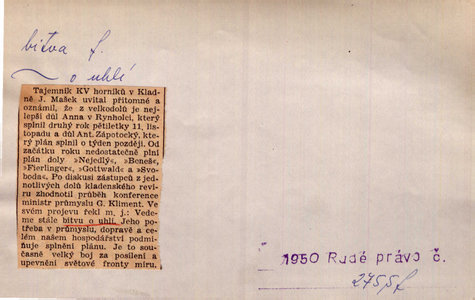 bitva f.
~ o uhlí
Tajemník KV horníků v Klad-
ně J. Mašek uvítal přítomné a
oznámil, že z velkodolů je nej-
lepší důl Anna v Rynholci, který
splnil druhý rok pětiletky 11. lis-
topadu a důl Ant. Zápotocký,
který plán splnil o týden později. Od
začátku roku nedostatečně plní
plán doly »Nejedlý«, »Beneš«,
»Fierlinger«, »Gottwald« a »Svo-
boda«. Po diskusi zástupců z jed-
notlivých dolů kladenského reví-
ru zhodnotil průběh konference
ministr průmyslu G. Kliment. Ve
svém projevu řekl m. j.: Vede-
me stále bitvu o uhlí. Jeho po-
třeba v průmyslu, dopravě a ce-
lém našem hospodářství podmi-
ňuje splnění plánu. Je to sou-
časně velký boj za posílení a
upevnění světové fronty míru.
1950 Rudé právo č.
275 5f